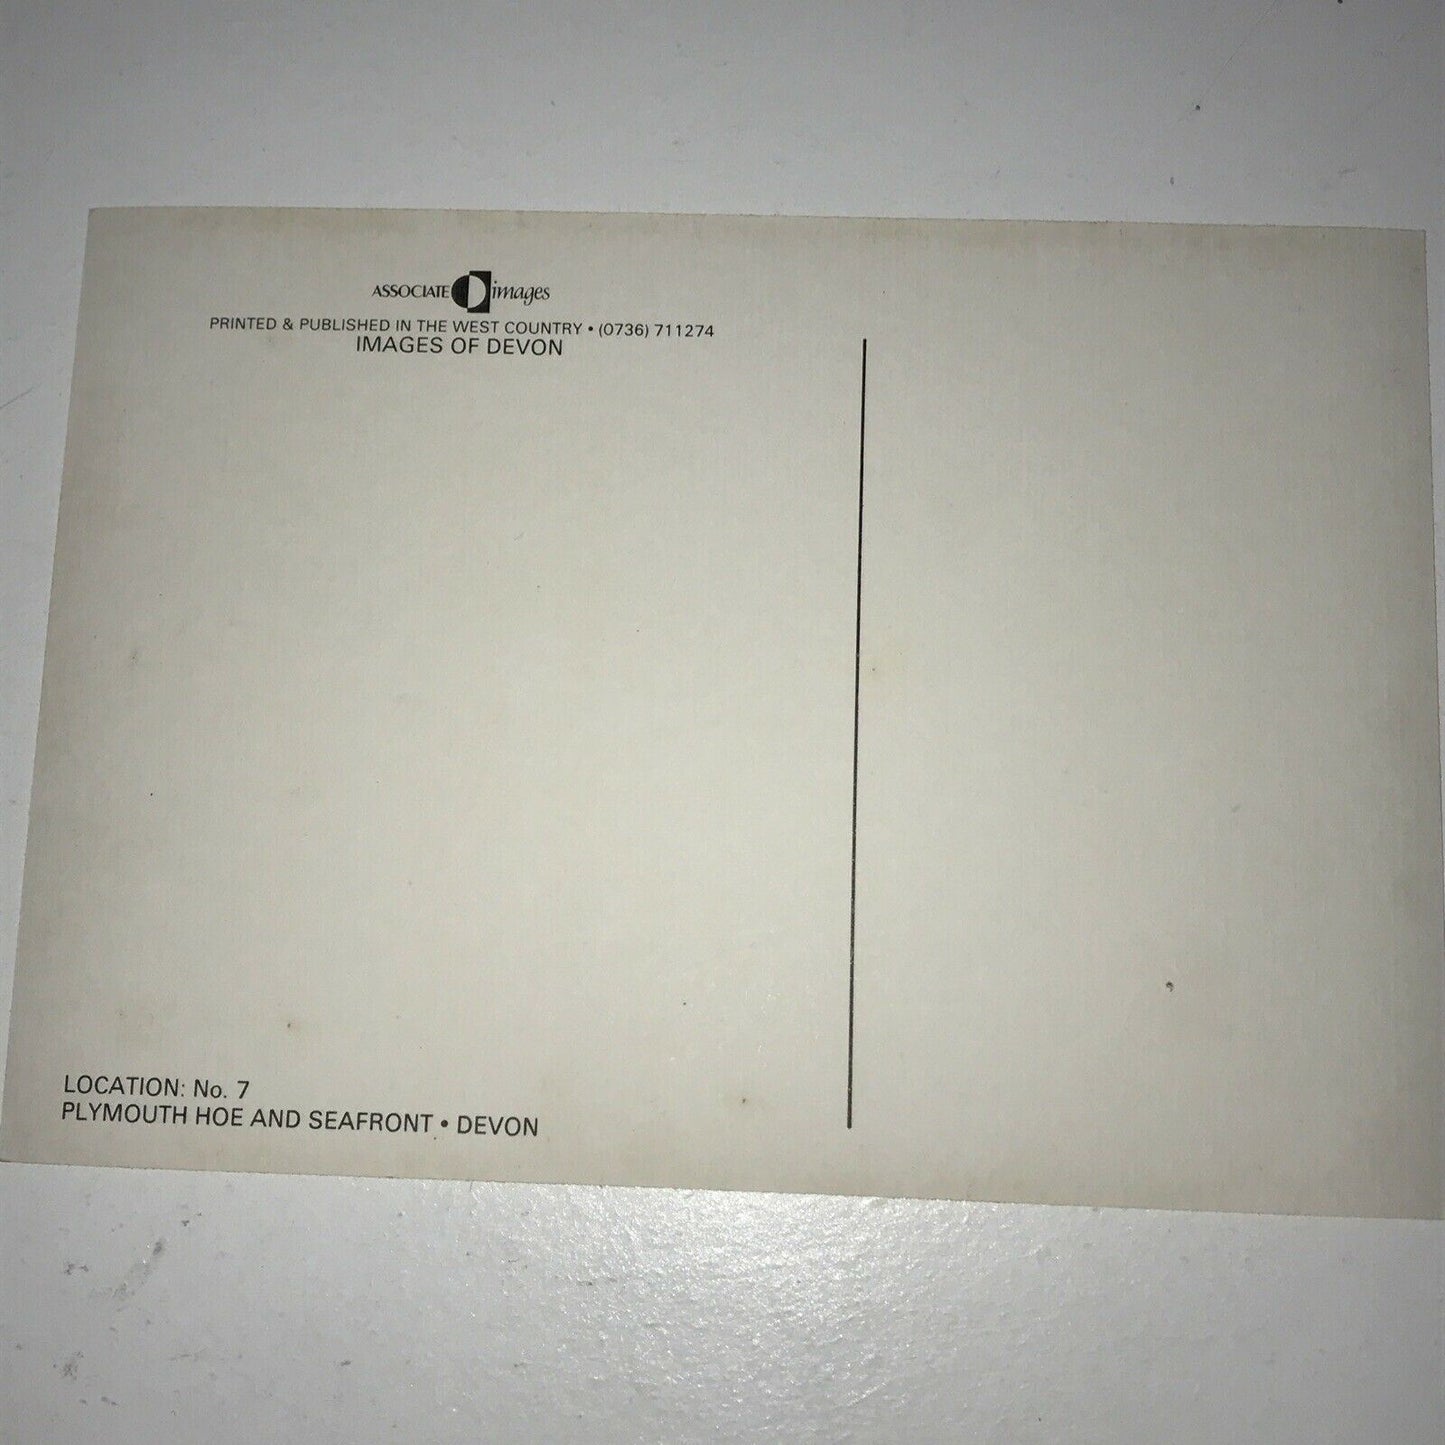 ASSOCIATE images
PRINTED & PUBLISHED IN THE WEST COUNTRY • (0736) 711274
IMAGES OF DEVON
LOCATION: No. 7
PLYMOUTH HOE AND SEAFRONT • DEVON